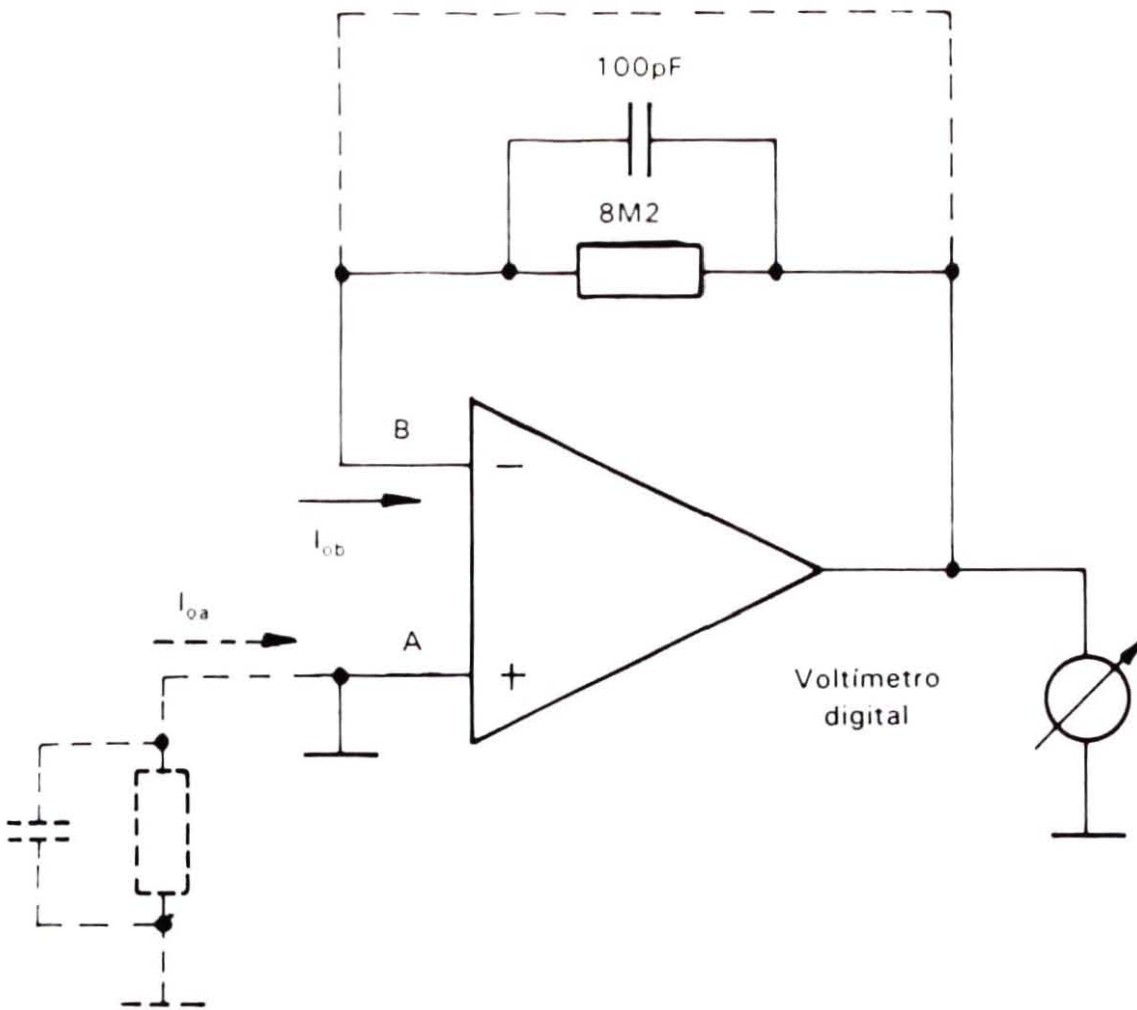 100pF
8M2
B
−
I_ob
I_oa
A
+
Voltímetro
digital